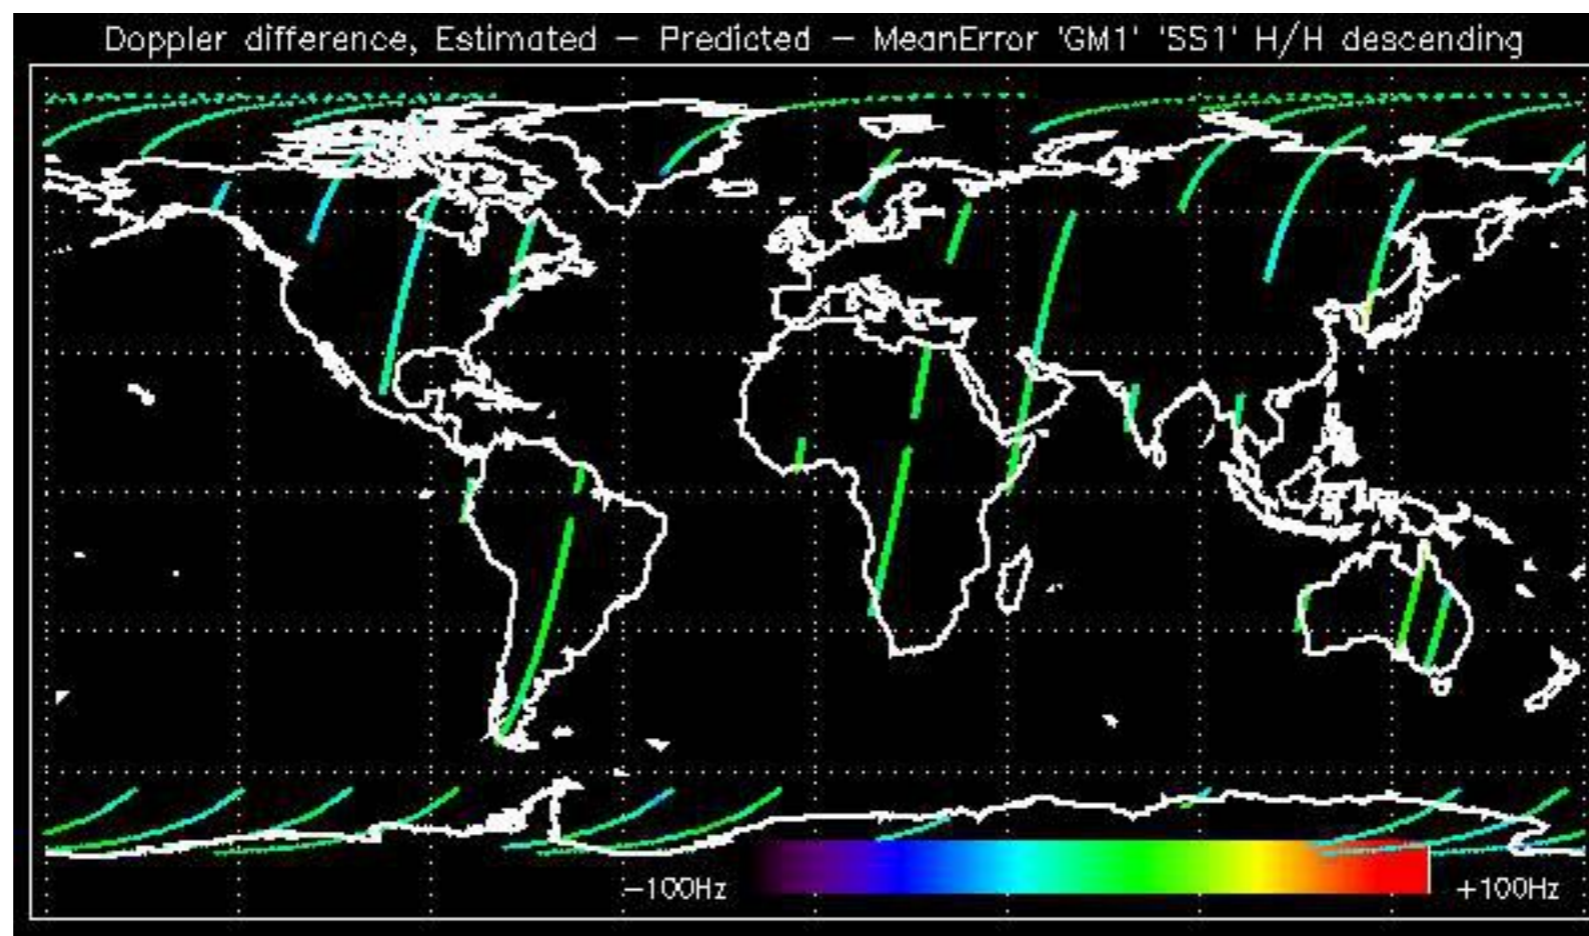 Doppler difference, Estimated – Predicted – MeanError 'GM1' 'SS1' H/H descending
–100Hz +100Hz